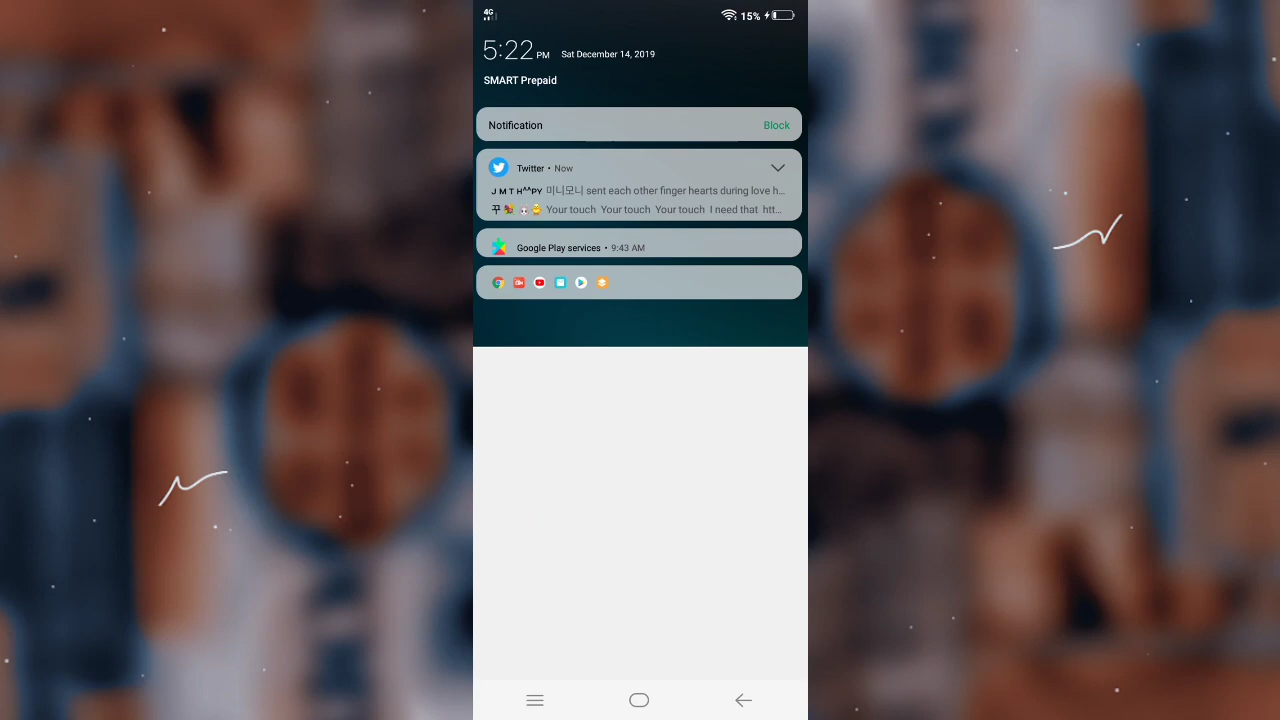 4G 15%
5:22 PM Sat December 14, 2019
SMART Prepaid
Notification Block
Twitter • Now
J M T H^^PY 미니모니 sent each other finger hearts during love h...
꾸 Your touch Your touch Your touch I need that htt...
Google Play services • 9:43 AM